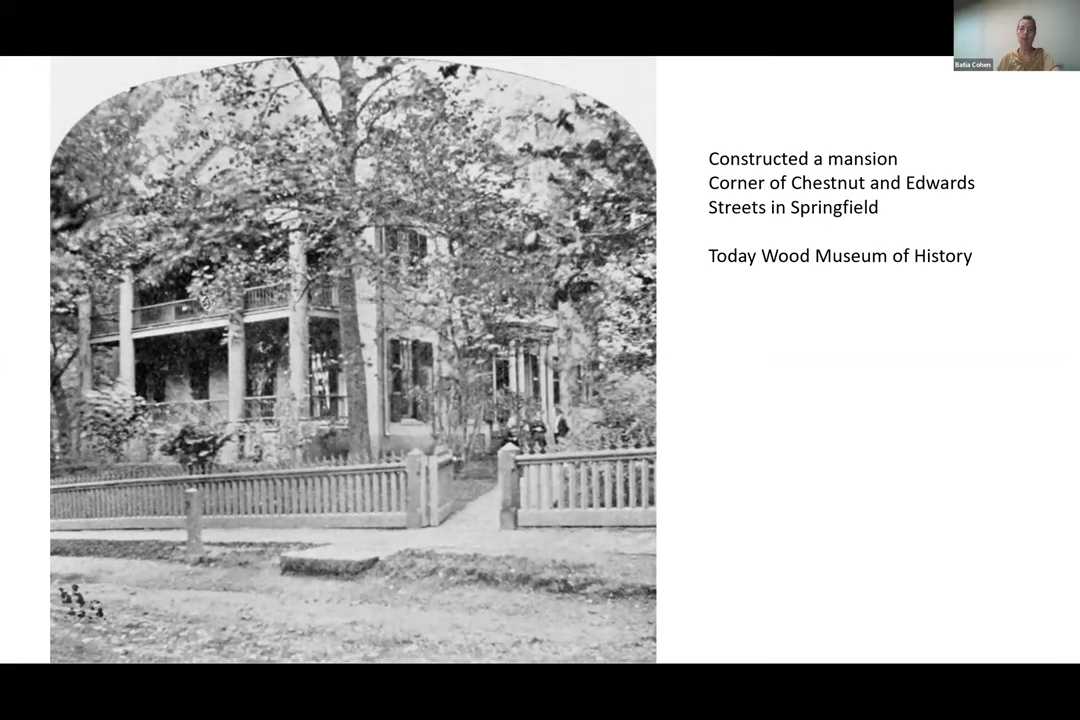 Batia Cohen
Constructed a mansion
Corner of Chestnut and Edwards
Streets in Springfield
Today Wood Museum of History